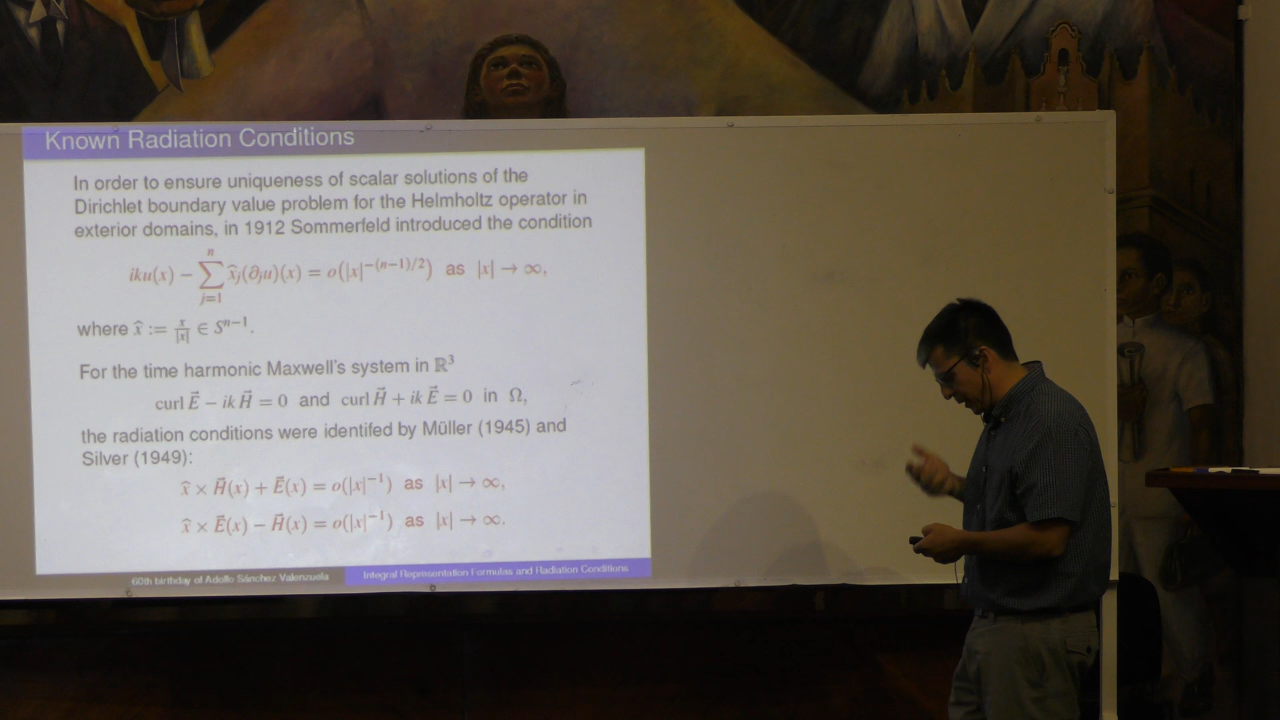 Known Radiation Conditions
In order to ensure uniqueness of scalar solutions of the
Dirichlet boundary value problem for the Helmholtz operator in
exterior domains, in 1912 Sommerfeld introduced the condition
iku(x) − ∑_{j=1}^{n} x̂_j(∂_j u)(x) = o(|x|^{−(n−1)/2}) as |x| → ∞,
where x̂ := x/|x| ∈ S^{n−1}.
For the time harmonic Maxwell's system in ℝ³
curl E⃗ − ik H⃗ = 0 and curl H⃗ + ik E⃗ = 0 in Ω,
the radiation conditions were identifed by Müller (1945) and
Silver (1949):
x̂ × H⃗(x) + E⃗(x) = o(|x|^{−1}) as |x| → ∞,
x̂ × E⃗(x) − H⃗(x) = o(|x|^{−1}) as |x| → ∞.
60th birthday of Adolfo Sánchez Valenzuela Integral Representation Formulas and Radiation Conditions